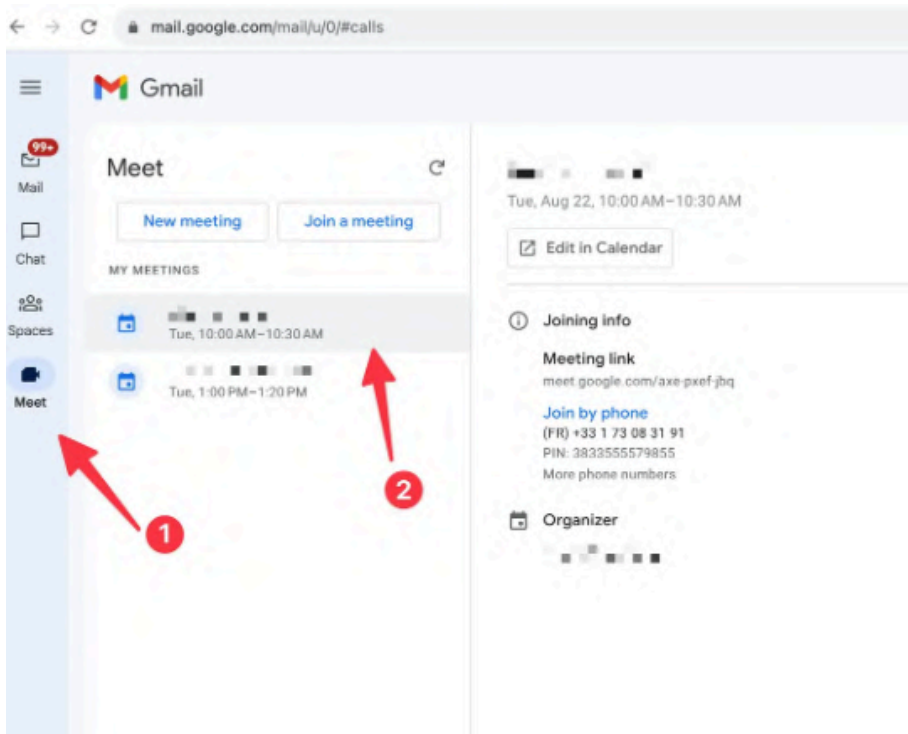 mail.google.com/mail/u/0/#calls
Gmail
99+
Mail
Chat
Spaces
Meet
1
Meet
New meeting
Join a meeting
MY MEETINGS
Tue, 10:00 AM–10:30 AM
Tue, 1:00 PM–1:20 PM
2
Tue, Aug 22, 10:00 AM–10:30 AM
Edit in Calendar
Joining info
Meeting link
meet.google.com/axe-pxef-jbq
Join by phone
(FR) +33 1 73 08 31 91
PIN: 3833555579855
More phone numbers
Organizer